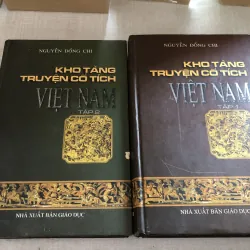 NGUYỄN ĐỔNG CHI
KHO TÀNG
TRUYỆN CỔ TÍCH
VIỆT NAM
TẬP 2
NHÀ XUẤT BẢN GIÁO DỤC
NGUYỄN ĐỔNG CHI
KHO TÀNG
TRUYỆN CỔ TÍCH
VIỆT NAM
TẬP 1
NHÀ XUẤT BẢN GIÁO DỤC